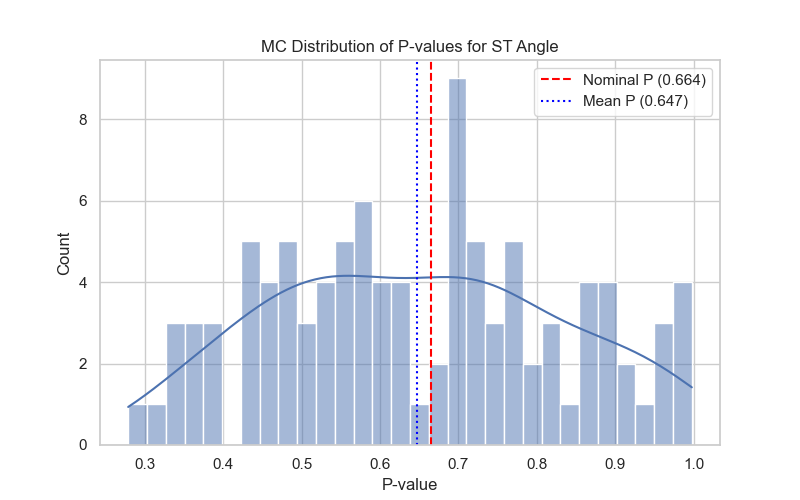 MC Distribution of P-values for ST Angle
Nominal P (0.664)
Mean P (0.647)
Count
8
6
4
2
0
0.3 0.4 0.5 0.6 0.7 0.8 0.9 1.0
P-value